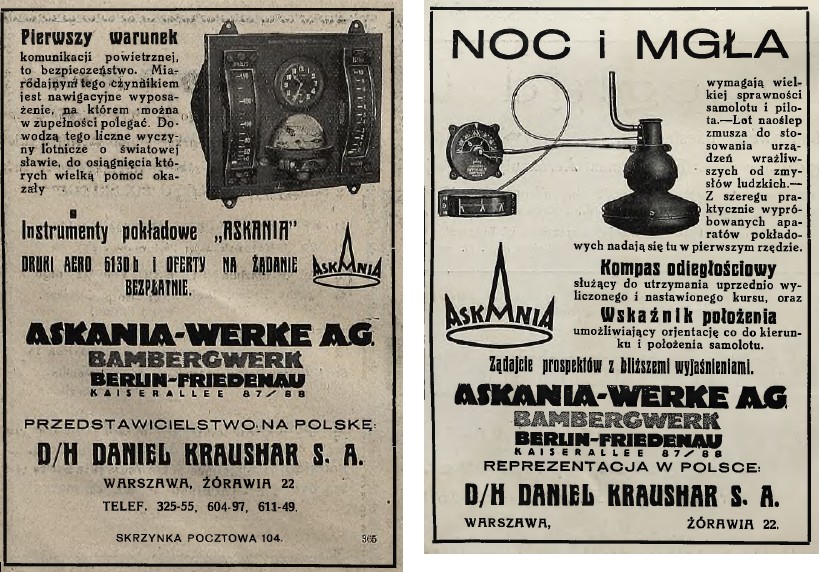 Pierwszy warunek
komunikacji powietrznej,
to bezpieczeństwo. Mia-
rodajnym tego czynnikiem
jest nawigacyjne wyposa-
żenie, na którem można
w zupełności polegać. Do-
wodzą tego liczne wyczy-
ny lotnicze o światowej
sławie, do osiągnięcia któ-
rych wielką pomoc oka-
zały
Instrumenty pokładowe „ASKANIA"
DRUKI AERO 6130 b i OFERTY NA ŻĄDANIE
BEZPŁATNIE.
ASKANIA
ASKANIA-WERKE AG.
BAMBERGWERK
BERLIN-FRIEDENAU
KAISERALLEE 87/88
PRZEDSTAWICIELSTWO NA POLSKĘ:
D/H DANIEL KRAUSHAR S. A.
WARSZAWA, ŻÓRAWIA 22
TELEF. 325-55, 604-97, 611-49.
SKRZYNKA POCZTOWA 104.
365
NOC i MGŁA
wymagają wiel-
kiej sprawności
samolotu i pilo-
ta.—Lot naoślep
zmusza do sto-
sowania urzą-
dzeń wrażliw-
szych od zmy-
słów ludzkich.—
Z szeregu pra-
ktycznie wypró-
bowanych apa-
ratów pokłado-
wych nadają się tu w pierwszym rzędzie.
Kompas odległościowy
służący do utrzymania uprzednio wy-
liczonego i nastawionego kursu, oraz
Wskaźnik położenia
umożliwiający orjentację co do kierun-
ku i położenia samolotu.
ASKANIA
Żądajcie prospektów z bliższemi wyjaśnieniami.
ASKANIA-WERKE AG.
BAMBERGWERK
BERLIN-FRIEDENAU
KAISERALLEE 87/88
REPREZENTACJA W POLSCE:
D/H DANIEL KRAUSHAR S. A.
WARSZAWA, ŻÓRAWIA 22.